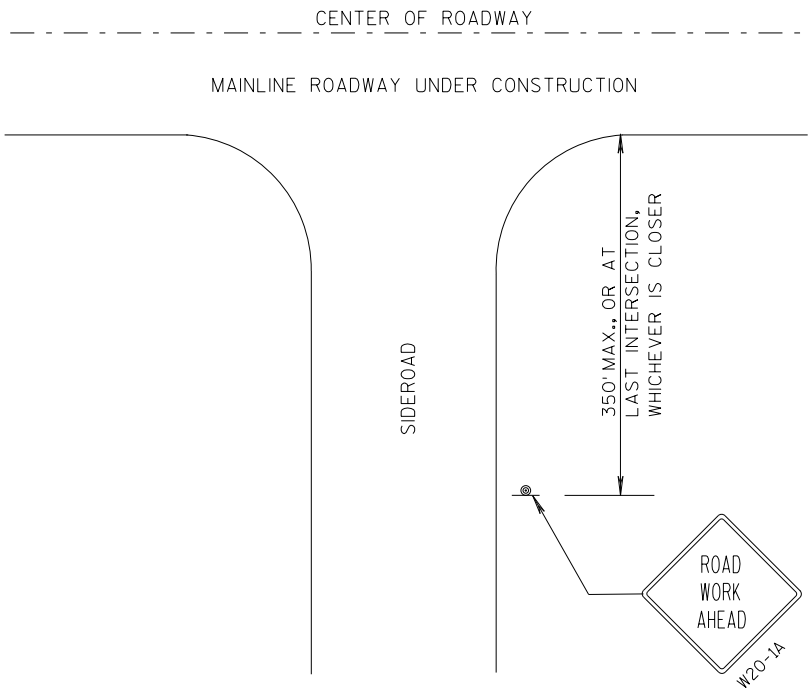 CENTER OF ROADWAY
MAINLINE ROADWAY UNDER CONSTRUCTION
SIDEROAD
350' MAX., OR AT
LAST INTERSECTION,
WHICHEVER IS CLOSER
ROAD
WORK
AHEAD
W20-1A